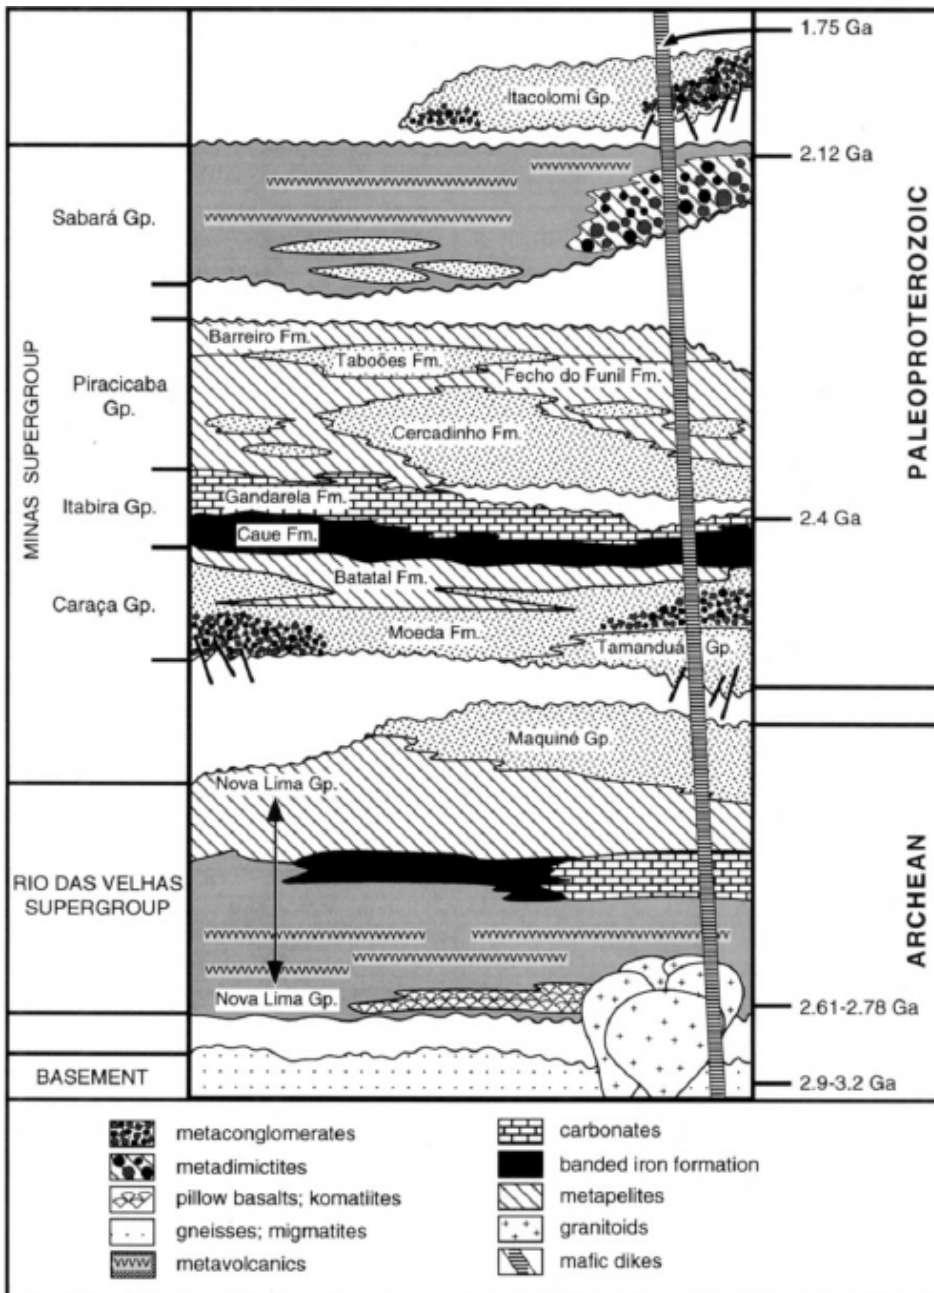 1.75 Ga
Itacolomi Gp.
2.12 Ga
Sabará Gp.
PALEOPROTEROZOIC
MINAS SUPERGROUP
Barreiro Fm.
Taboões Fm.
Fecho do Funil Fm.
Piracicaba
Gp.
Cercadinho Fm.
Itabira Gp.
Gandarela Fm.
2.4 Ga
Caue Fm.
Batatal Fm.
Caraça Gp.
Moeda Fm.
Tamanduá Gp.
Maquiné Gp.
Nova Lima Gp.
RIO DAS VELHAS
SUPERGROUP
ARCHEAN
Nova Lima Gp.
2.61-2.78 Ga
BASEMENT
2.9-3.2 Ga
metaconglomerates
metadimictites
pillow basalts; komatiites
gneisses; migmatites
metavolcanics
carbonates
banded iron formation
metapelites
granitoids
mafic dikes